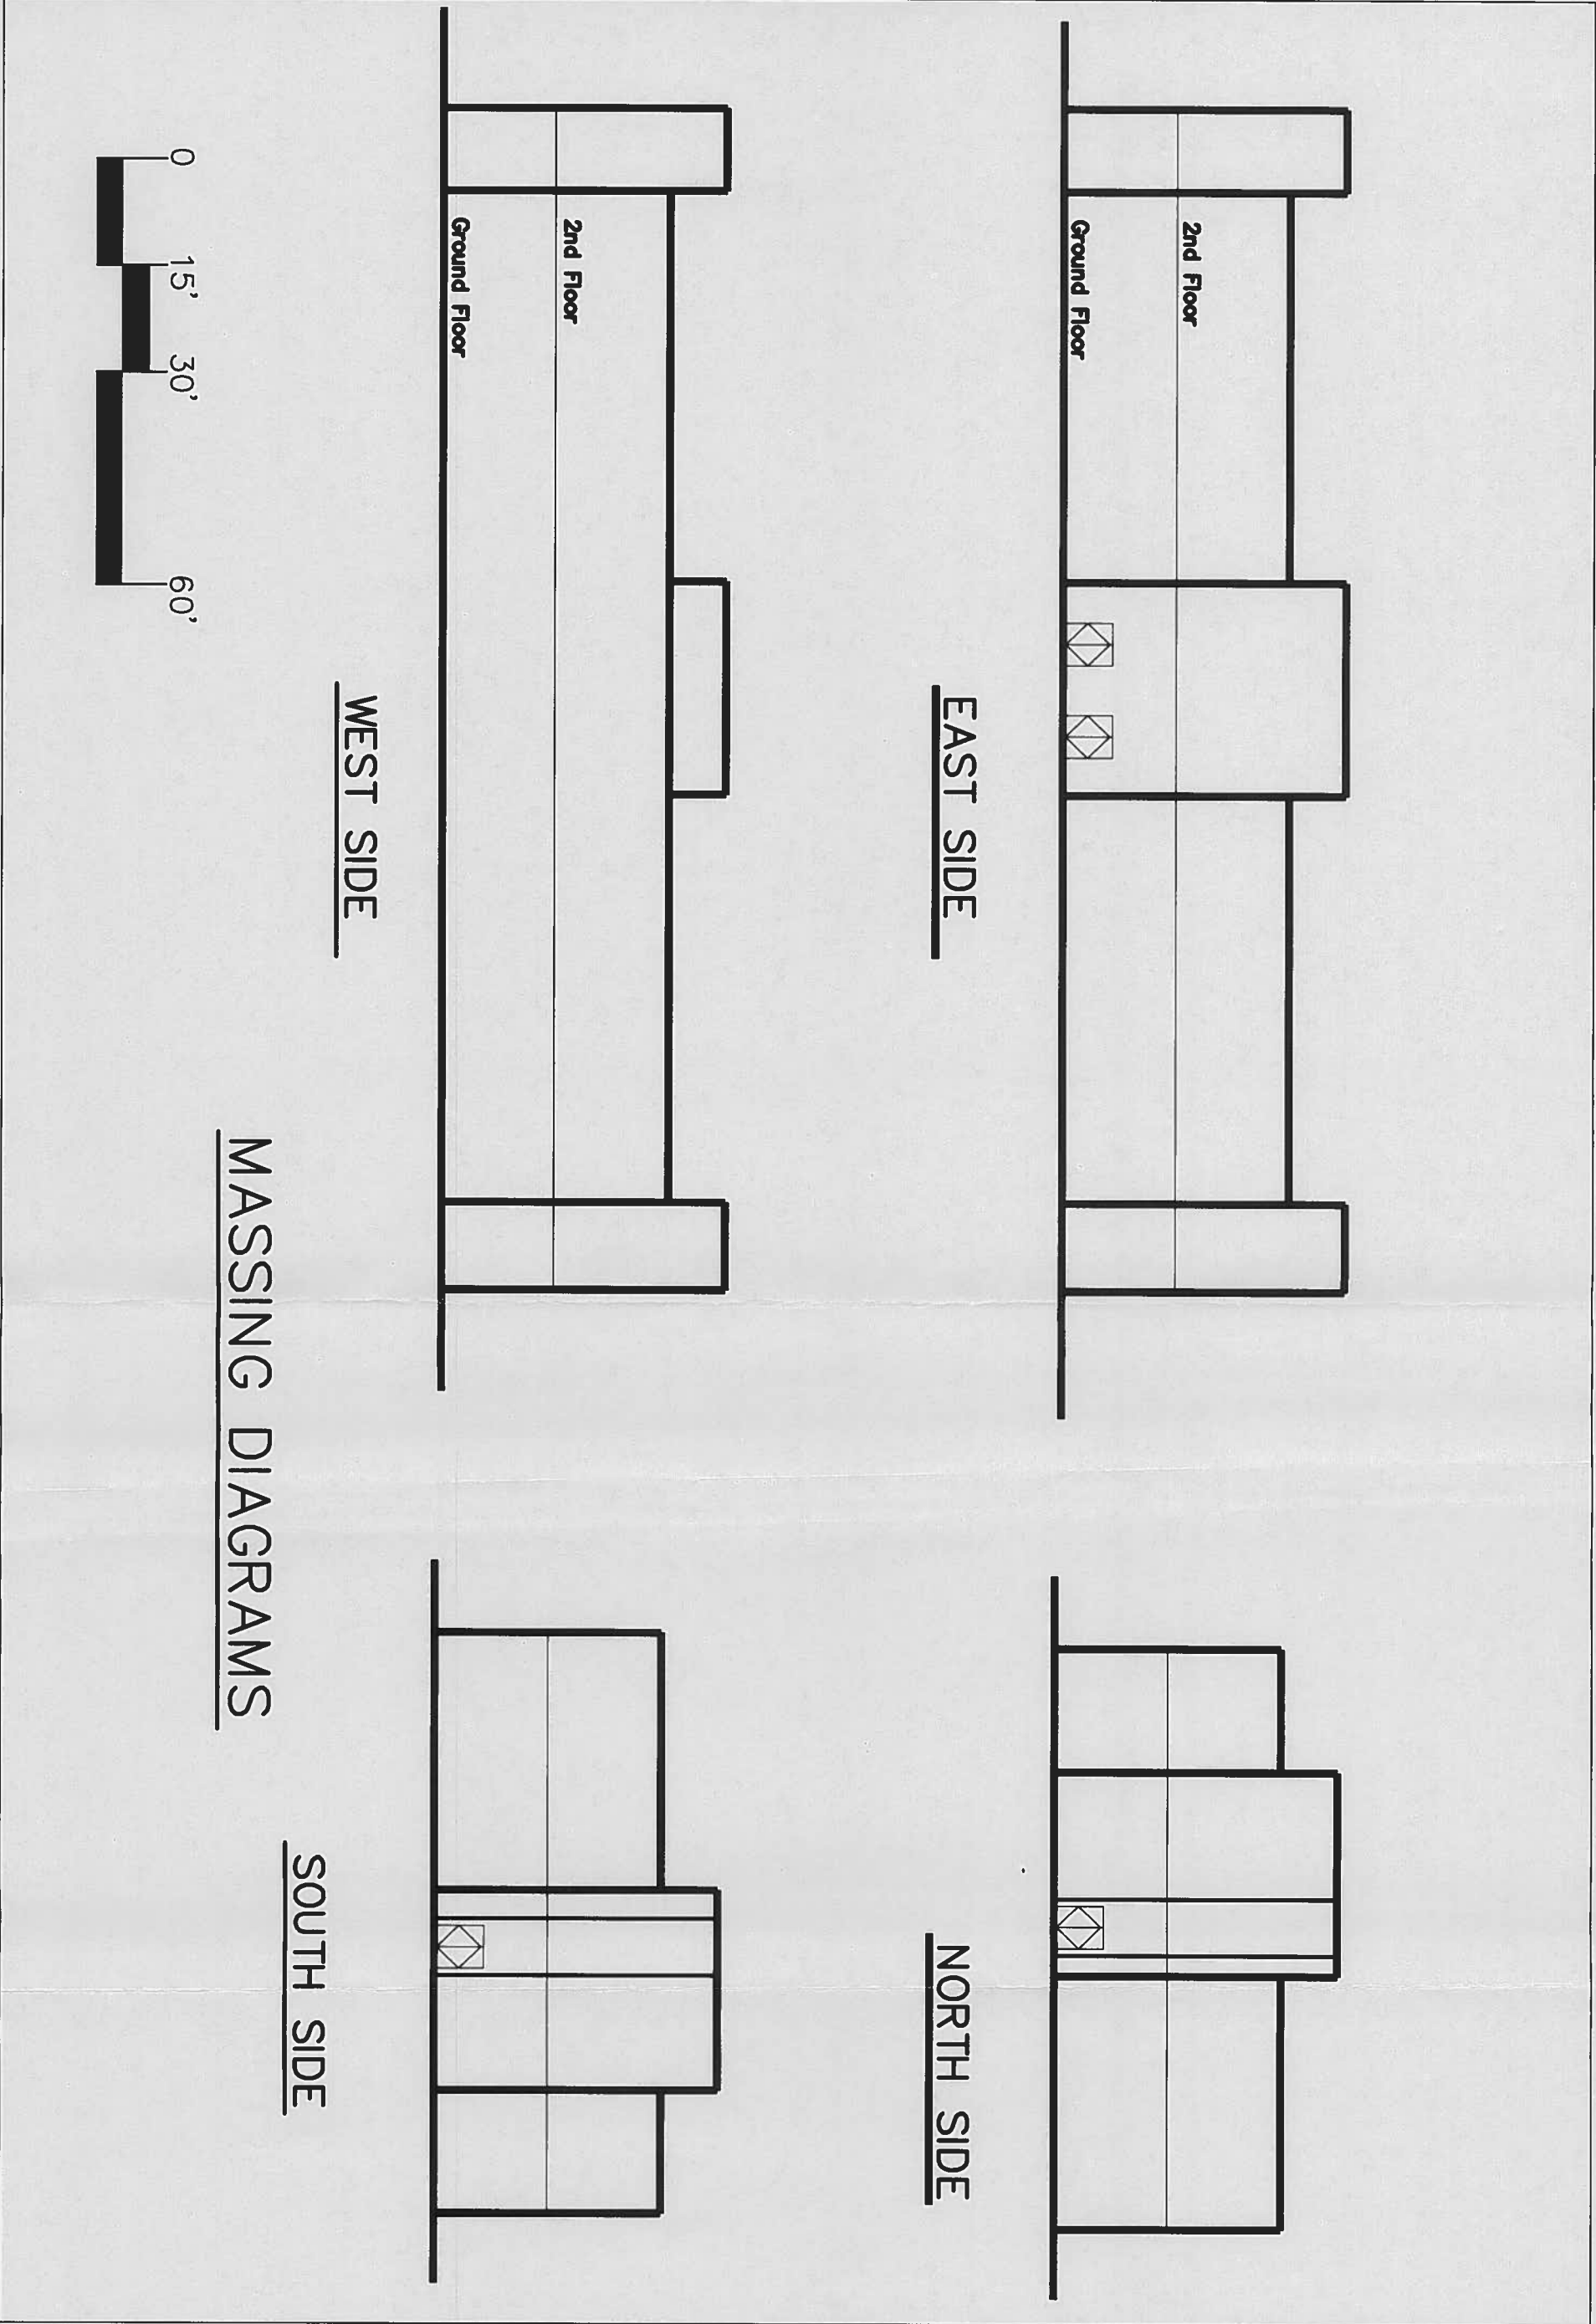 2nd Floor
Ground Floor
EAST SIDE
NORTH SIDE
2nd Floor
Ground Floor
WEST SIDE
SOUTH SIDE
MASSING DIAGRAMS
0 15' 30' 60'